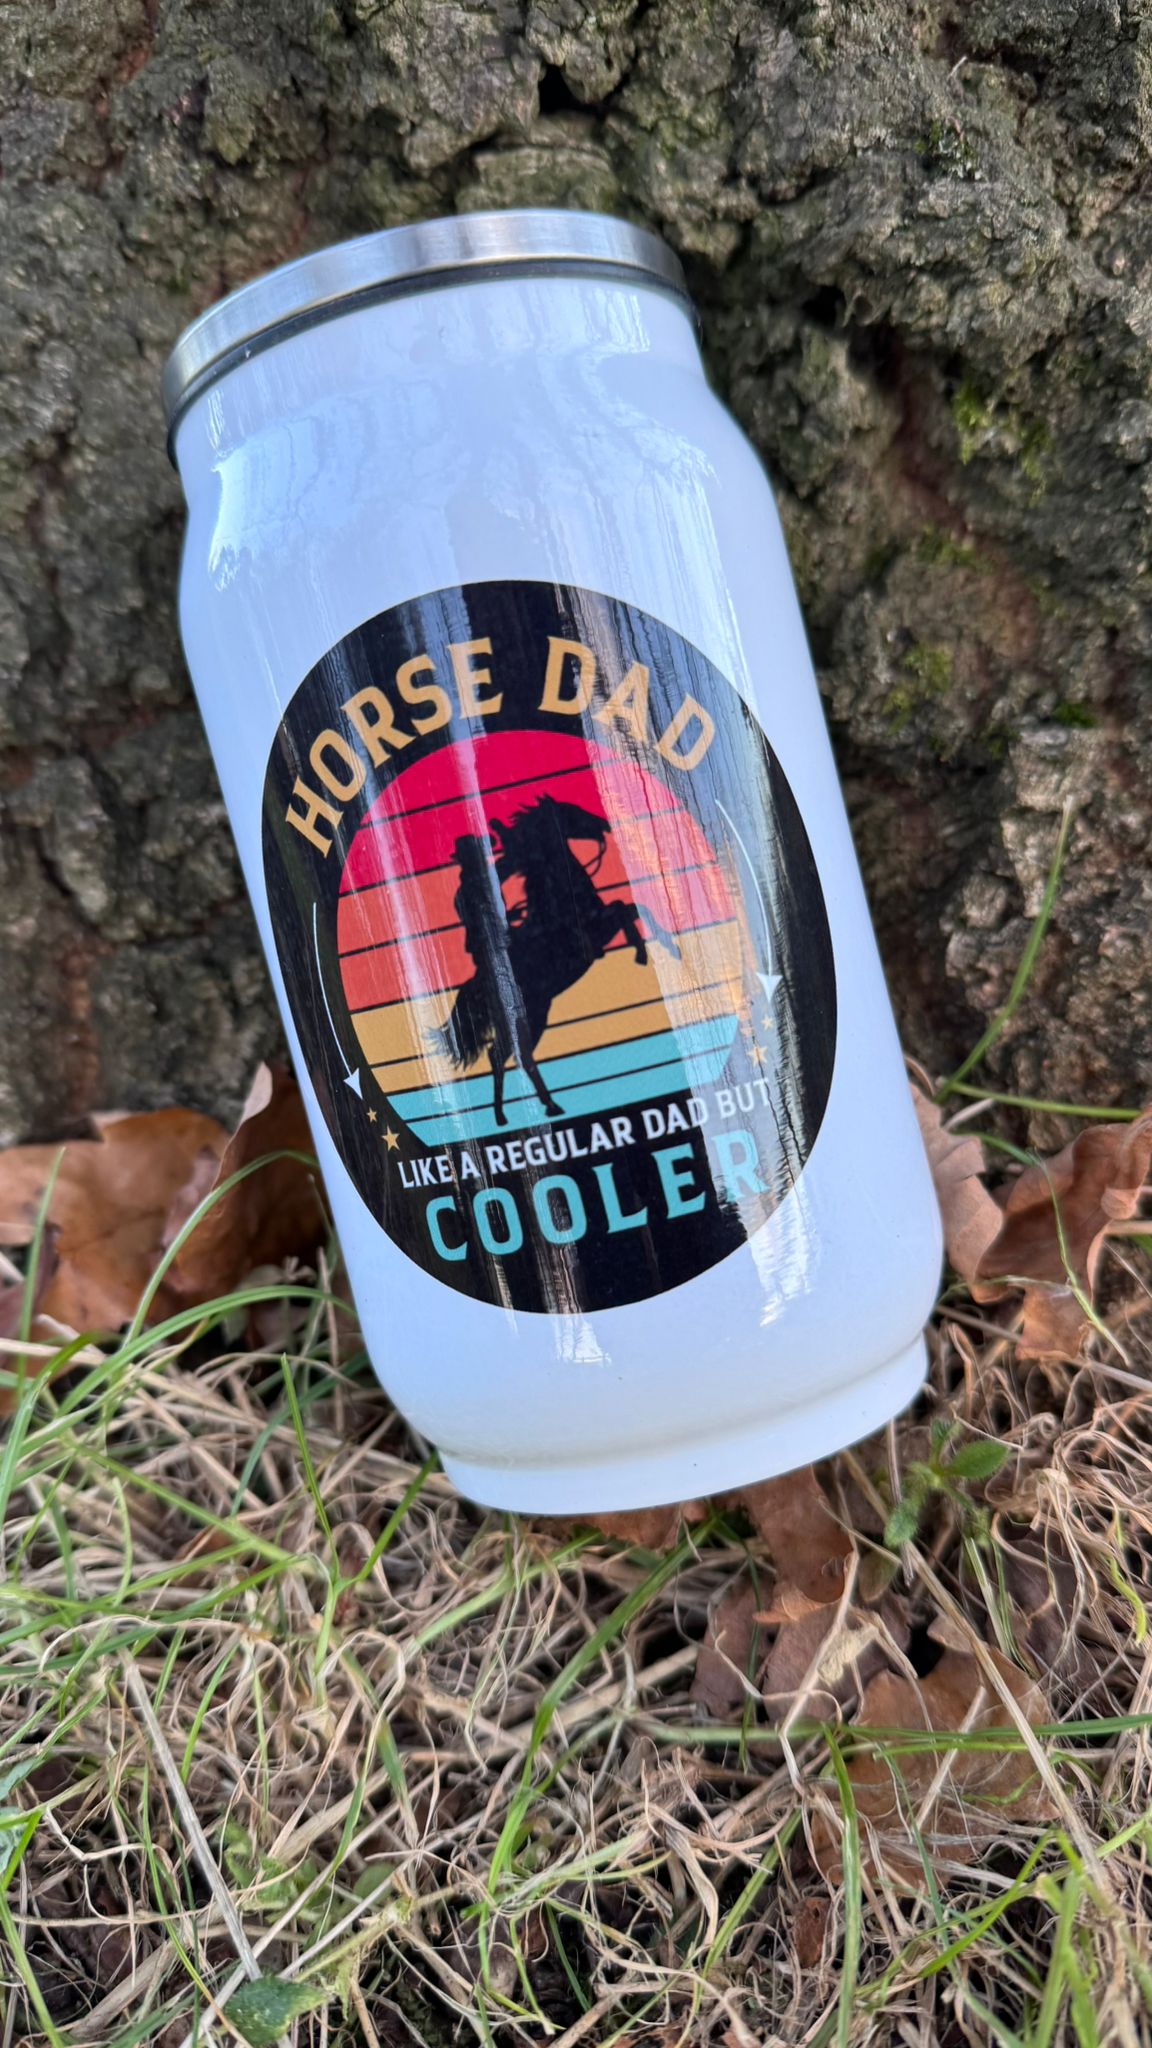 HORSE DAD
LIKE A REGULAR DAD BUT
COOLER